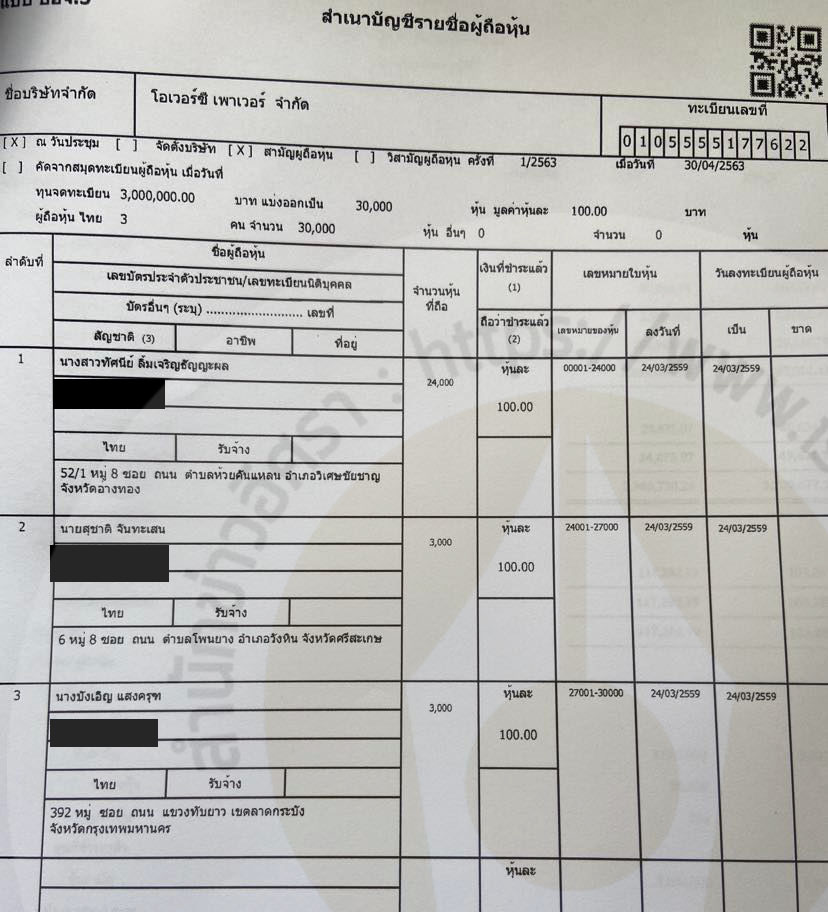 แบบ บอจ.5
สำเนาบัญชีรายชื่อผู้ถือหุ้น
ชื่อบริษัทจำกัด โอเวอร์ซี เพาเวอร์ จำกัด ทะเบียนเลขที่
0105555177622
[X] ณ วันประชุม [ ] จัดตั้งบริษัท [X] สามัญผู้ถือหุ้น [ ] วิสามัญผู้ถือหุ้น ครั้งที่ 1/2563 เมื่อวันที่ 30/04/2563
[ ] คัดจากสมุดทะเบียนผู้ถือหุ้น เมื่อวันที่
ทุนจดทะเบียน 3,000,000.00 บาท แบ่งออกเป็น 30,000 หุ้น มูลค่าหุ้นละ 100.00 บาท
ผู้ถือหุ้น ไทย 3 คน จำนวน 30,000 หุ้น อื่นๆ 0 จำนวน 0 หุ้น
ลำดับที่ ชื่อผู้ถือหุ้น จำนวนหุ้นที่ถือ เงินที่ชำระแล้ว (1) เลขหมายใบหุ้น วันลงทะเบียนผู้ถือหุ้น
เลขบัตรประจำตัวประชาชน/เลขทะเบียนนิติบุคคล
บัตรอื่นๆ (ระบุ) ........................ เลขที่ ถือว่าชำระแล้ว (2) เลขหมายของหุ้น ลงวันที่ เป็น ขาด
สัญชาติ (3) อาชีพ ที่อยู่
1 นางสาวทัศนีย์ ลิ้มเจริญธัญญะผล 24,000 หุ้นละ 00001-24000 24/03/2559 24/03/2559
100.00
ไทย รับจ้าง
52/1 หมู่ 8 ซอย ถนน ตำบลห้วยคันแหลน อำเภอวิเศษชัยชาญ
จังหวัดอ่างทอง
2 นายสุชาติ จันทะเสน 3,000 หุ้นละ 24001-27000 24/03/2559 24/03/2559
100.00
ไทย รับจ้าง
6 หมู่ 8 ซอย ถนน ตำบลโพนยาง อำเภอวังหิน จังหวัดศรีสะเกษ
3 นางบังเอิญ แสงครุฑ 3,000 หุ้นละ 27001-30000 24/03/2559 24/03/2559
100.00
ไทย รับจ้าง
392 หมู่ ซอย ถนน แขวงทับยาว เขตลาดกระบัง
จังหวัดกรุงเทพมหานคร
หุ้นละ
สำนักข่าวอิศรา : https://www.is